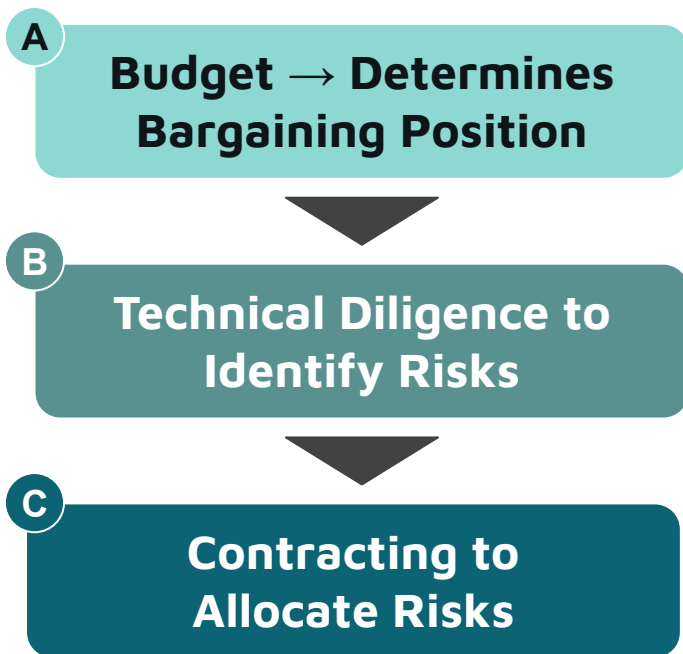 A
Budget → Determines
Bargaining Position
B
Technical Diligence to
Identify Risks
C
Contracting to
Allocate Risks